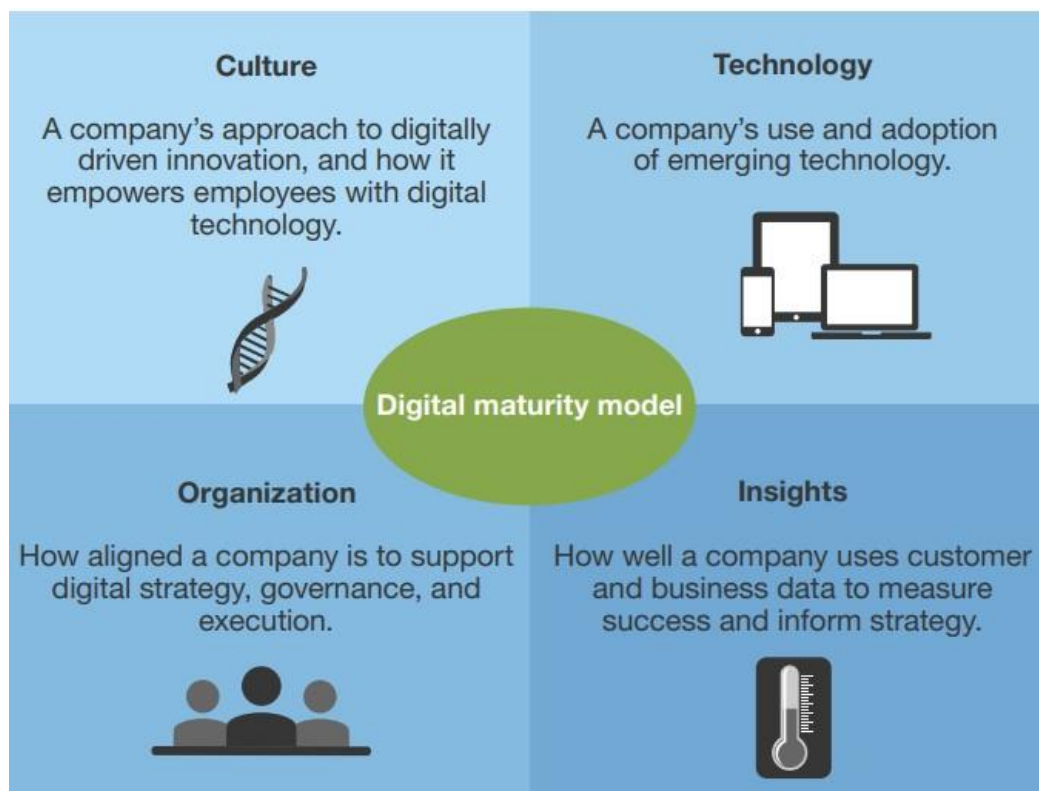 Culture
A company’s approach to digitally
driven innovation, and how it
empowers employees with digital
technology.
Technology
A company’s use and adoption
of emerging technology.
Digital maturity model
Organization
How aligned a company is to support
digital strategy, governance, and
execution.
Insights
How well a company uses customer
and business data to measure
success and inform strategy.